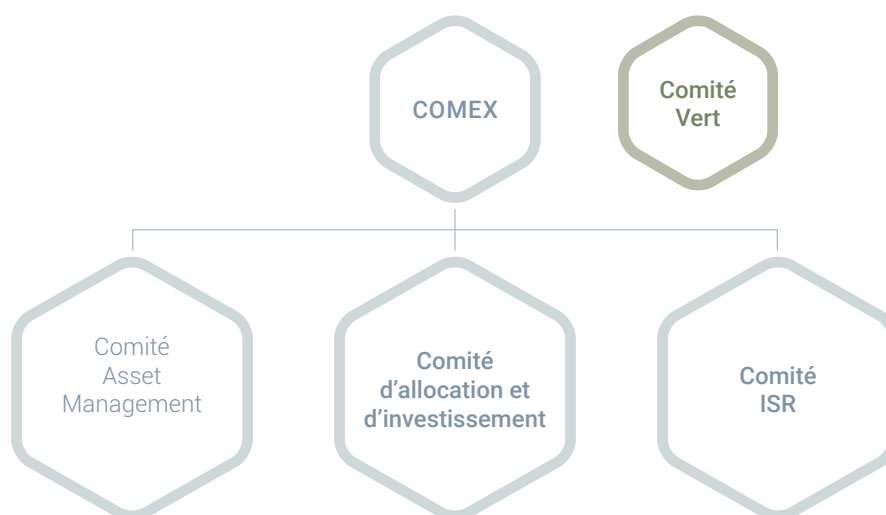 COMEX
Comité
Vert
Comité
Asset
Management
Comité
d’allocation et
d’investissement
Comité
ISR